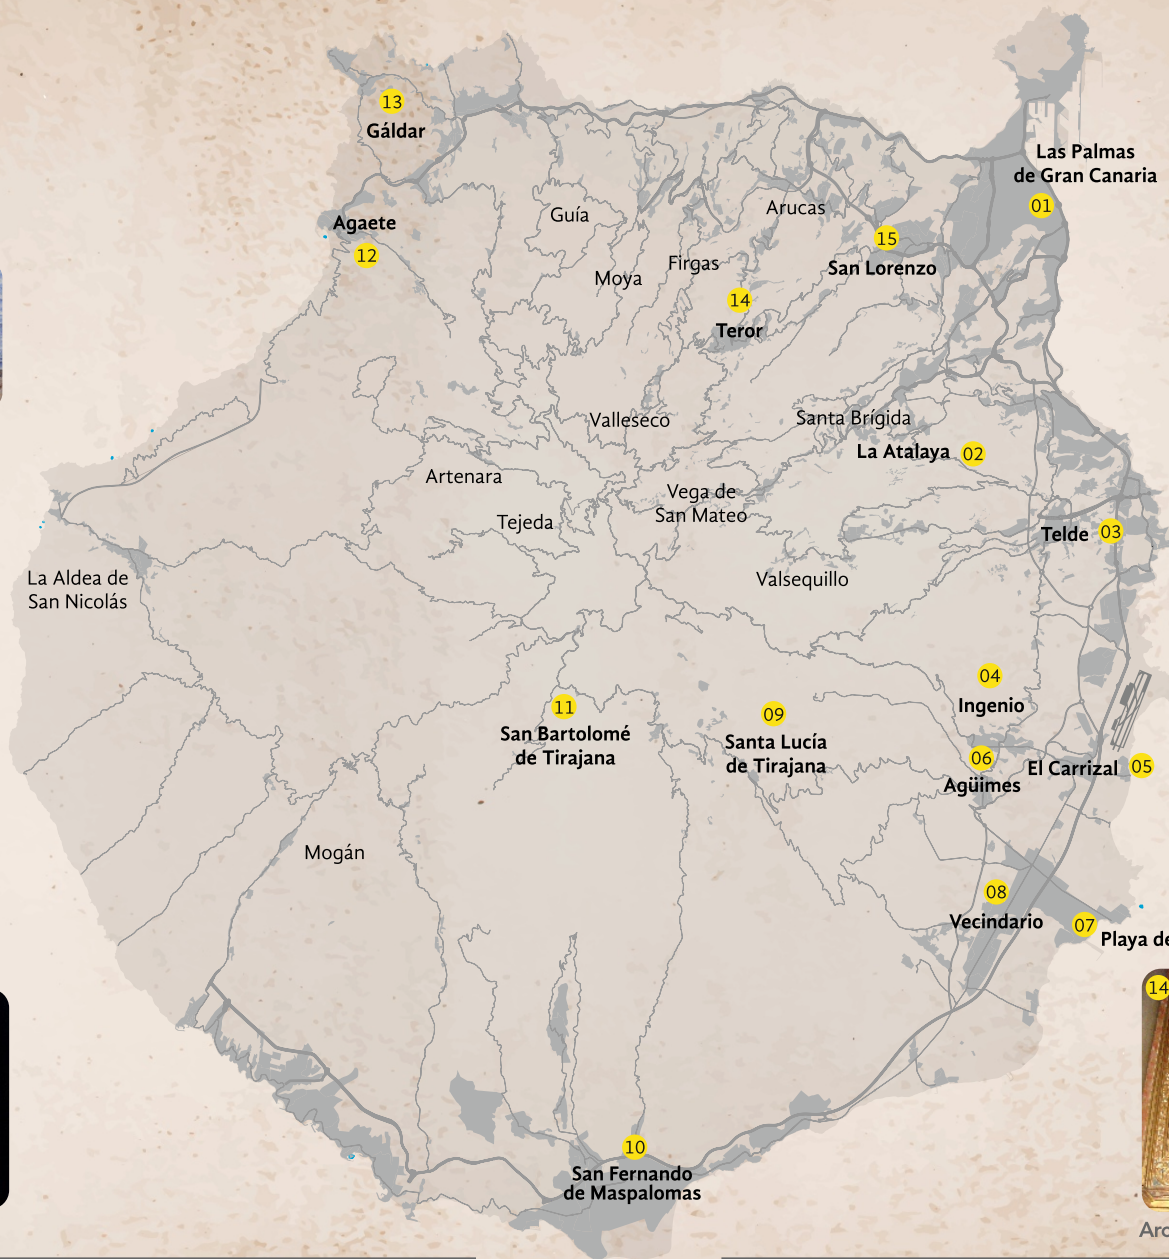 13
Gáldar
Las Palmas
de Gran Canaria
01
Agaete
12
Guía
Arucas
15
San Lorenzo
Firgas
Moya
14
Teror
Valleseco
Santa Brígida
La Atalaya 02
Artenara
Vega de
San Mateo
Tejeda
Telde 03
La Aldea de
San Nicolás
Valsequillo
04
Ingenio
11
San Bartolomé
de Tirajana
09
Santa Lucía
de Tirajana
06
Agüimes
El Carrizal 05
Mogán
08
Vecindario
07
Playa de
14
10
San Fernando
de Maspalomas